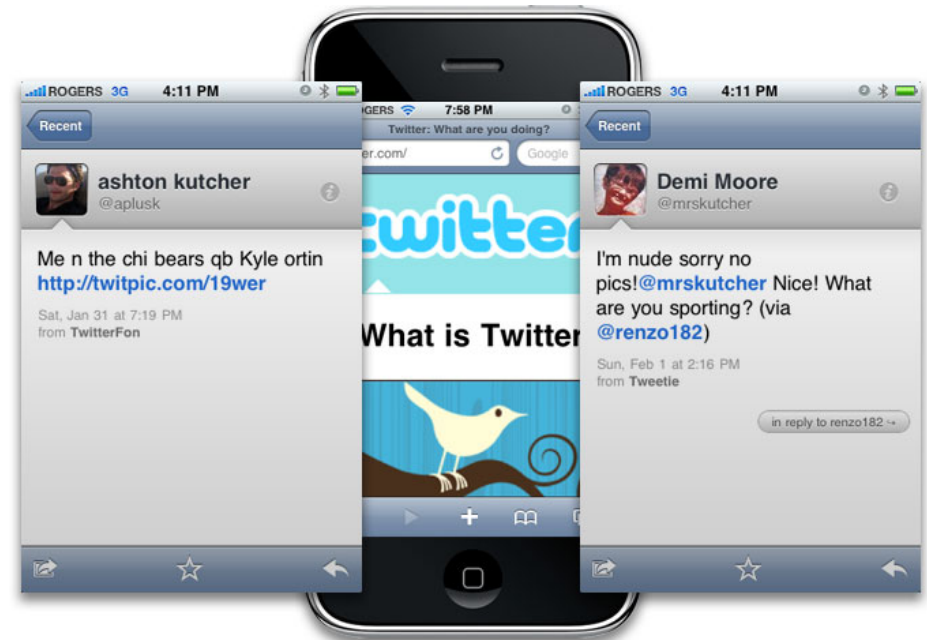 ROGERS 3G 4:11 PM
Recent
ashton kutcher
@aplusk
Me n the chi bears qb Kyle ortin
http://twitpic.com/19wer
Sat, Jan 31 at 7:19 PM
from TwitterFon
OGERS 7:58 PM
Twitter: What are you doing?
er.com/ Google
twitter
What is Twitter
ROGERS 3G 4:11 PM
Recent
Demi Moore
@mrskutcher
I'm nude sorry no
pics!@mrskutcher Nice! What
are you sporting? (via
@renzo182)
Sun, Feb 1 at 2:16 PM
from Tweetie
in reply to renzo182